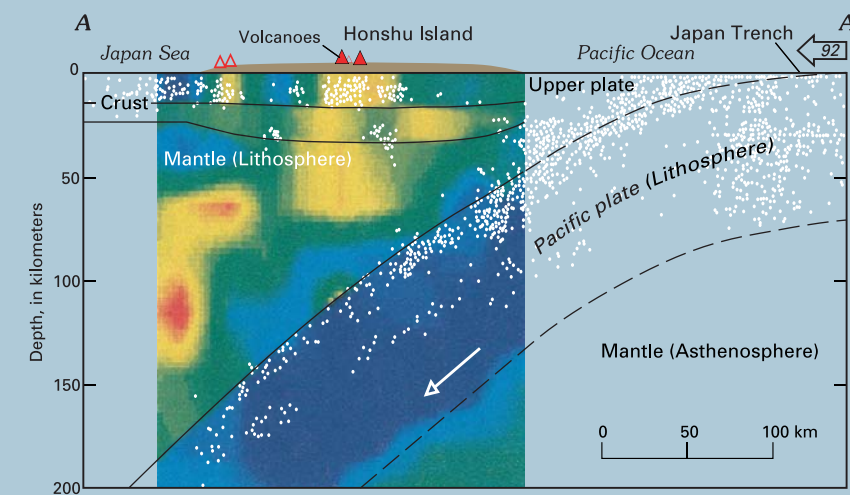 A
A
Japan Sea
Volcanoes
Honshu Island
Pacific Ocean
Japan Trench
92
0
50
100
150
200
Depth, in kilometers
Crust
Upper plate
Mantle (Lithosphere)
Pacific plate (Lithosphere)
Mantle (Asthenosphere)
0
50
100 km